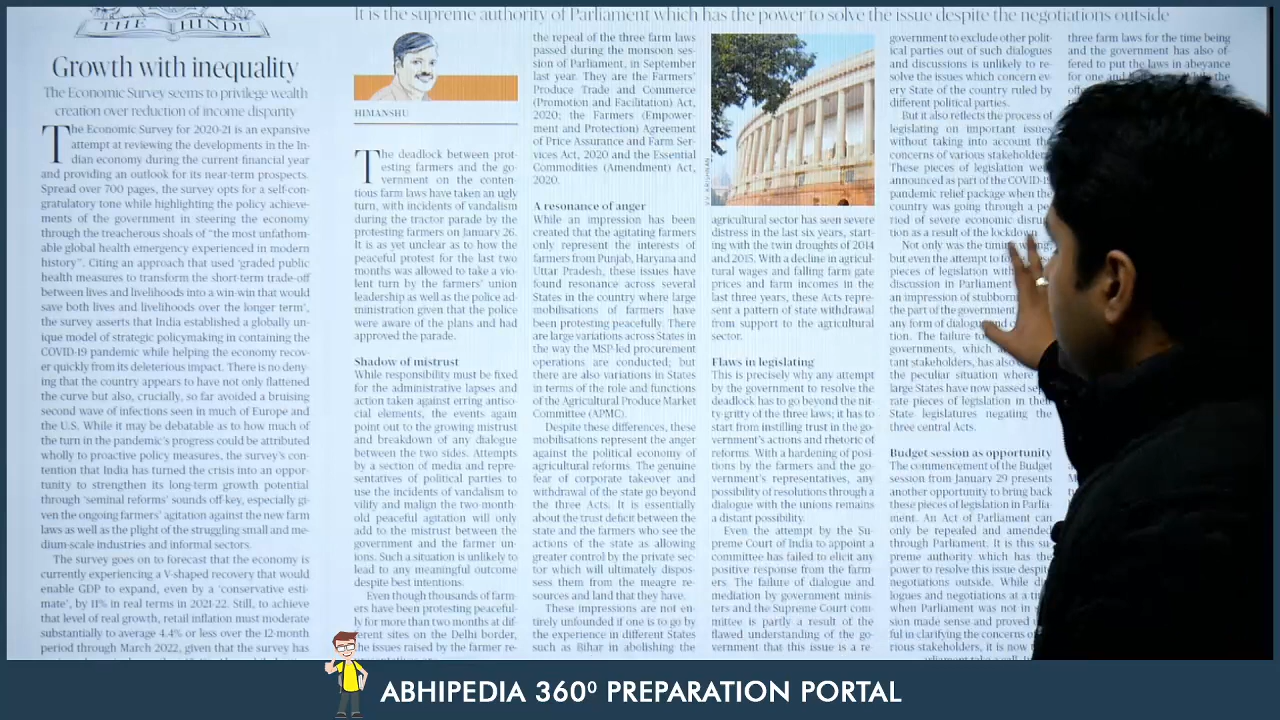 THE HINDU
Growth with inequality
The Economic Survey seems to privilege wealth
creation over reduction of income disparity
The Economic Survey for 2020-21 is an expansive
attempt at reviewing the developments in the In-
dian economy during the current financial year
and providing an outlook for its near-term prospects.
Spread over 700 pages, the survey opts for a self-con-
gratulatory tone while highlighting the policy achieve-
ments of the government in steering the economy
through the treacherous shoals of “the most unfathom-
able global health emergency experienced in modern
history”. Citing an approach that used ‘graded public
health measures to transform the short-term trade-off
between lives and livelihoods into a win-win that would
save both lives and livelihoods over the longer term’,
the survey asserts that India established a globally un-
ique model of strategic policymaking in containing the
COVID-19 pandemic while helping the economy recov-
er quickly from its deleterious impact. There is no deny-
ing that the country appears to have not only flattened
the curve but also, crucially, so far avoided a bruising
second wave of infections seen in much of Europe and
the U.S. While it may be debatable as to how much of
the turn in the pandemic’s progress could be attributed
wholly to proactive policy measures, the survey’s con-
tention that India has turned the crisis into an oppor-
tunity to strengthen its long-term growth potential
through ‘seminal reforms’ sounds off-key, especially gi-
ven the ongoing farmers’ agitation against the new farm
laws as well as the plight of the struggling small and me-
dium-scale industries and informal sectors.
The survey goes on to forecast that the economy is
currently experiencing a V-shaped recovery that would
enable GDP to expand, even by a ‘conservative esti-
mate’, by 11% in real terms in 2021-22. Still, to achieve
that level of real growth, retail inflation must moderate
substantially to average 4.4% or less over the 12-month
period through March 2022, given that the survey has
It is the supreme authority of Parliament which has the power to solve the issue despite the negotiations outside
HIMANSHU
The deadlock between prot-
esting farmers and the go-
vernment on the conten-
tious farm laws have taken an ugly
turn, with incidents of vandalism
during the tractor parade by the
protesting farmers on January 26.
It is as yet unclear as to how the
peaceful protest for the last two
months was allowed to take a vio-
lent turn by the farmers’ union
leadership as well as the police ad-
ministration given that the police
were aware of the plans and had
approved the parade.
Shadow of mistrust
While responsibility must be fixed
for the administrative lapses and
action taken against erring antiso-
cial elements, the events again
point out to the growing mistrust
and breakdown of any dialogue
between the two sides. Attempts
by a section of media and repre-
sentatives of political parties to
use the incidents of vandalism to
vilify and malign the two-month-
old peaceful agitation will only
add to the mistrust between the
government and the farmer un-
ions. Such a situation is unlikely to
lead to any meaningful outcome
despite best intentions.
Even though thousands of farm-
ers have been protesting peaceful-
ly for more than two months at dif-
ferent sites on the Delhi border,
the issues raised by the farmer re-
the repeal of the three farm laws
passed during the monsoon ses-
sion of Parliament, in September
last year. They are the Farmers’
Produce Trade and Commerce
(Promotion and Facilitation) Act,
2020; the Farmers (Empower-
ment and Protection) Agreement
of Price Assurance and Farm Ser-
vices Act, 2020 and the Essential
Commodities (Amendment) Act,
2020.
A resonance of anger
While an impression has been
created that the agitating farmers
only represent the interests of
farmers from Punjab, Haryana and
Uttar Pradesh, these issues have
found resonance across several
States in the country where large
mobilisations of farmers have
been protesting peacefully. There
are large variations across States in
the way the MSP-led procurement
operations are conducted; but
there are also variations in States
in terms of the role and functions
of the Agricultural Produce Market
Committee (APMC).
Despite these differences, these
mobilisations represent the anger
against the political economy of
agricultural reforms. The genuine
fear of corporate takeover and
withdrawal of the state go beyond
the three Acts. It is essentially
about the trust deficit between the
state and the farmers who see the
actions of the state as allowing
greater control by the private sec-
tor which will ultimately dispos-
sess them from the meagre re-
sources and land that they have.
These impressions are not en-
tirely unfounded if one is to go by
the experience in different States
such as Bihar in abolishing the
agricultural sector has seen severe
distress in the last six years, start-
ing with the twin droughts of 2014
and 2015. With a decline in agricul-
tural wages and falling farm gate
prices and farm incomes in the
last three years, these Acts repre-
sent a pattern of state withdrawal
from support to the agricultural
sector.
Flaws in legislating
This is precisely why any attempt
by the government to resolve the
deadlock has to go beyond the nit-
ty-gritty of the three laws; it has to
start from instilling trust in the go-
vernment’s actions and rhetoric of
reforms. With a hardening of posi-
tions by the farmers and the go-
vernment’s representatives, any
possibility of resolutions through a
dialogue with the unions remains
a distant possibility.
Even the attempt by the Su-
preme Court of India to appoint a
committee has failed to elicit any
positive response from the farm-
ers. The failure of dialogue and
mediation by government minis-
ters and the Supreme Court com-
mittee is partly a result of the
flawed understanding of the go-
vernment that this issue is a re-
government to exclude other polit-
ical parties out of such dialogues
and discussions is unlikely to re-
solve the issues which concern ev-
ery State of the country ruled by
different political parties.
But it also reflects the process of
legislating on important issues
without taking into account the
concerns of various stakeholders.
These pieces of legislation were
announced as part of the COVID-19
pandemic relief package when the
country was going through a pe-
riod of severe economic disrup-
tion as a result of the lockdown.
Not only was the timing wrong,
but even the attempt to
pieces of legislation
discussion in Parliament
an impression of
the part of the government
any form of dialogue
tion. The failure to
governments, which
tant stakeholders, has also
the peculiar situation where
large States have now passed sepa-
rate pieces of legislation in their
State legislatures negating the
three central Acts.
Budget session as opportunity
The commencement of the Budget
session from January 29 presents
another opportunity to bring back
these pieces of legislation in Parlia-
ment. An Act of Parliament can
only be repealed and amended
through Parliament. It is this su-
preme authority which has the
power to resolve this issue despite
negotiations outside. While
logues and negotiations at a
when Parliament was not in
sion made sense and proved
ful in clarifying the concerns
rious stakeholders, it is now
three farm laws for the time being
and the government has also of-
fered to put the laws in abeyance
for one and
ABHIPEDIA 360⁰ PREPARATION PORTAL